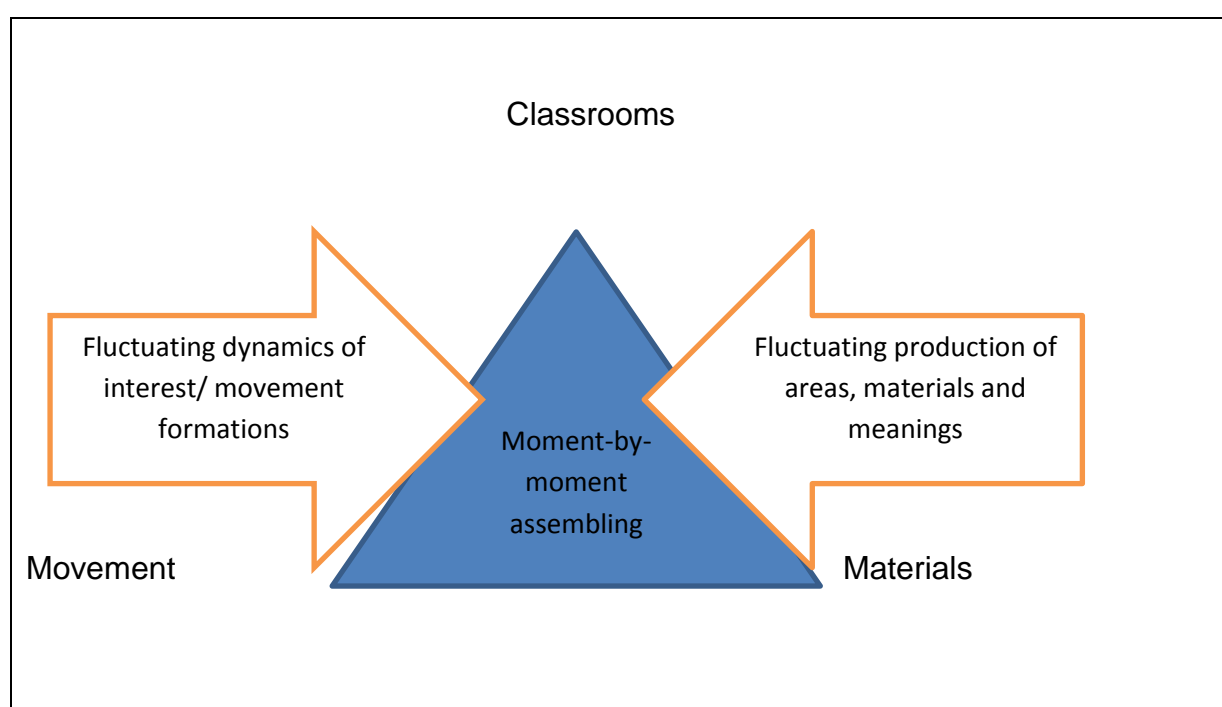 Classrooms
Fluctuating dynamics of
interest/ movement
formations
Fluctuating production of
areas, materials and
meanings
Moment-by-
moment
assembling
Movement
Materials